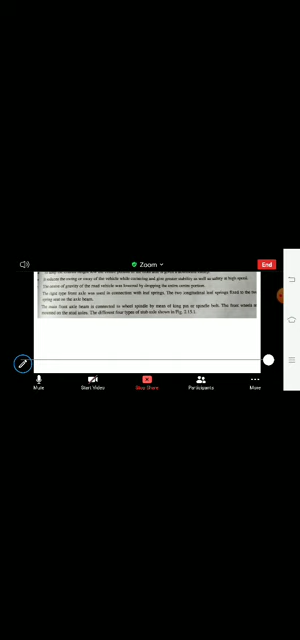 Zoom
End
It reduces the swing or sway of the vehicle while cornering and give greater stability as well as safety at high speed.
The centre of gravity of the road vehicle was lowered by dropping the entire centre portion.
The rigid type front axle was used in connection with leaf springs. The two longitudinal leaf springs fixed to the
spring seat on the axle beam.
The main front axle beam is connected to wheel spindle by mean of king pin or spindle bolt. The front wheels
mounted on the stub axles. The different four types of stub axle shown in Fig. 2.15.1.
Mute
Start Video
Stop Share
Participants
More